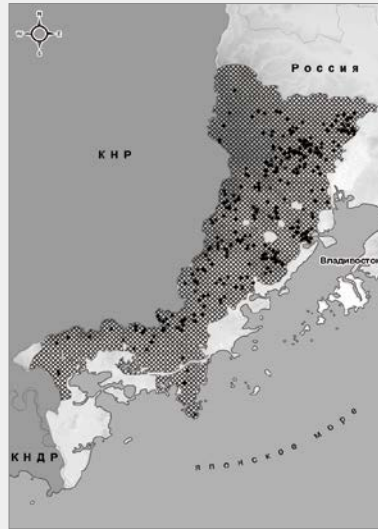 Россия
КНР
Владивосток
КНДР
японское море